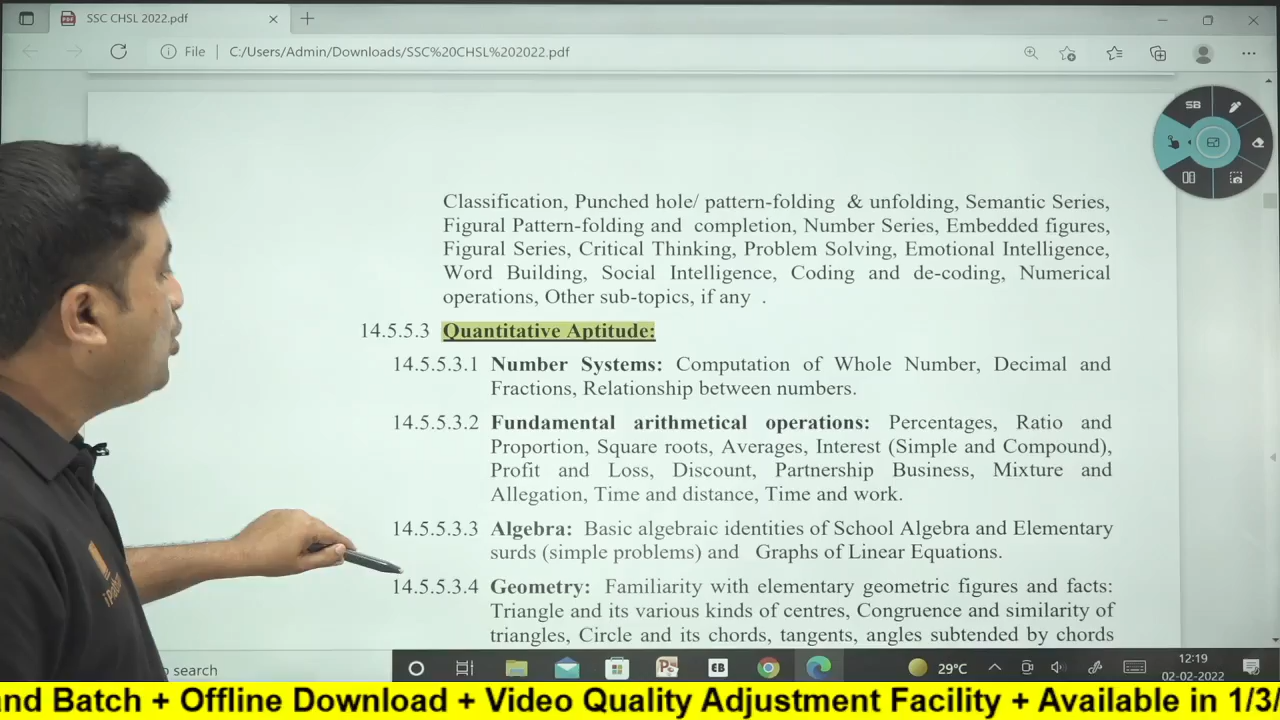 SSC CHSL 2022.pdf
File
C:/Users/Admin/Downloads/SSC%20CHSL%202022.pdf
SB
Classification, Punched hole/ pattern-folding & unfolding, Semantic Series,
Figural Pattern-folding and completion, Number Series, Embedded figures,
Figural Series, Critical Thinking, Problem Solving, Emotional Intelligence,
Word Building, Social Intelligence, Coding and de-coding, Numerical
operations, Other sub-topics, if any .
14.5.5.3 Quantitative Aptitude:
14.5.5.3.1 Number Systems: Computation of Whole Number, Decimal and
Fractions, Relationship between numbers.
14.5.5.3.2 Fundamental arithmetical operations: Percentages, Ratio and
Proportion, Square roots, Averages, Interest (Simple and Compound),
Profit and Loss, Discount, Partnership Business, Mixture and
Allegation, Time and distance, Time and work.
14.5.5.3.3 Algebra: Basic algebraic identities of School Algebra and Elementary
surds (simple problems) and Graphs of Linear Equations.
14.5.5.3.4 Geometry: Familiarity with elementary geometric figures and facts:
Triangle and its various kinds of centres, Congruence and similarity of
triangles, Circle and its chords, tangents, angles subtended by chords
to search
EB
29°C
12:19
02-02-2022
and Batch + Offline Download + Video Quality Adjustment Facility + Available in 1/3/